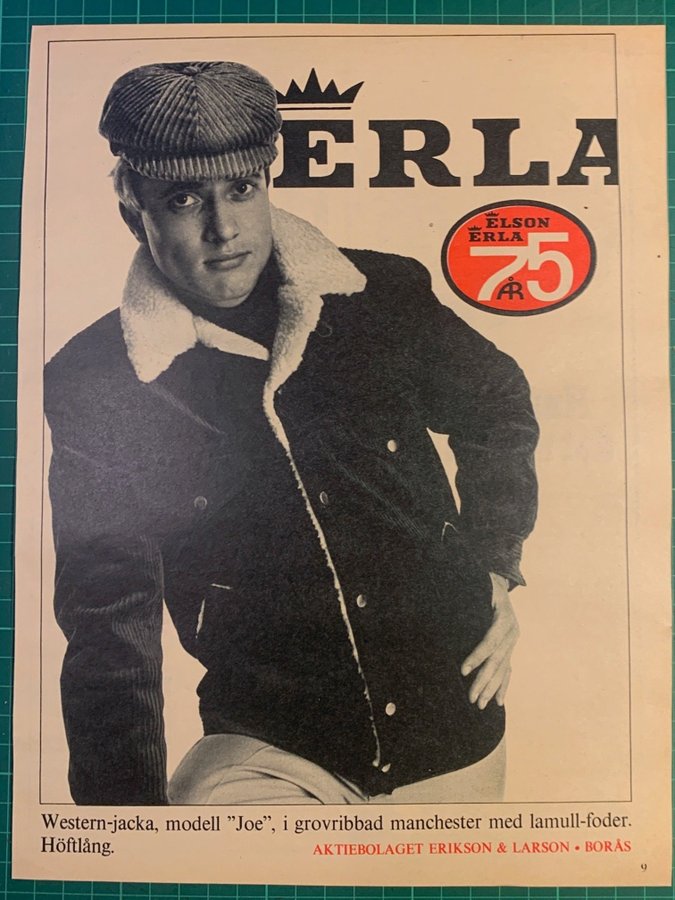 ERLA
ELSON
ERLA
75
ÅR
Western-jacka, modell ”Joe”, i grovribbad manchester med lamull-foder.
Höftlång.
AKTIEBOLAGET ERIKSON & LARSON • BORÅS
9